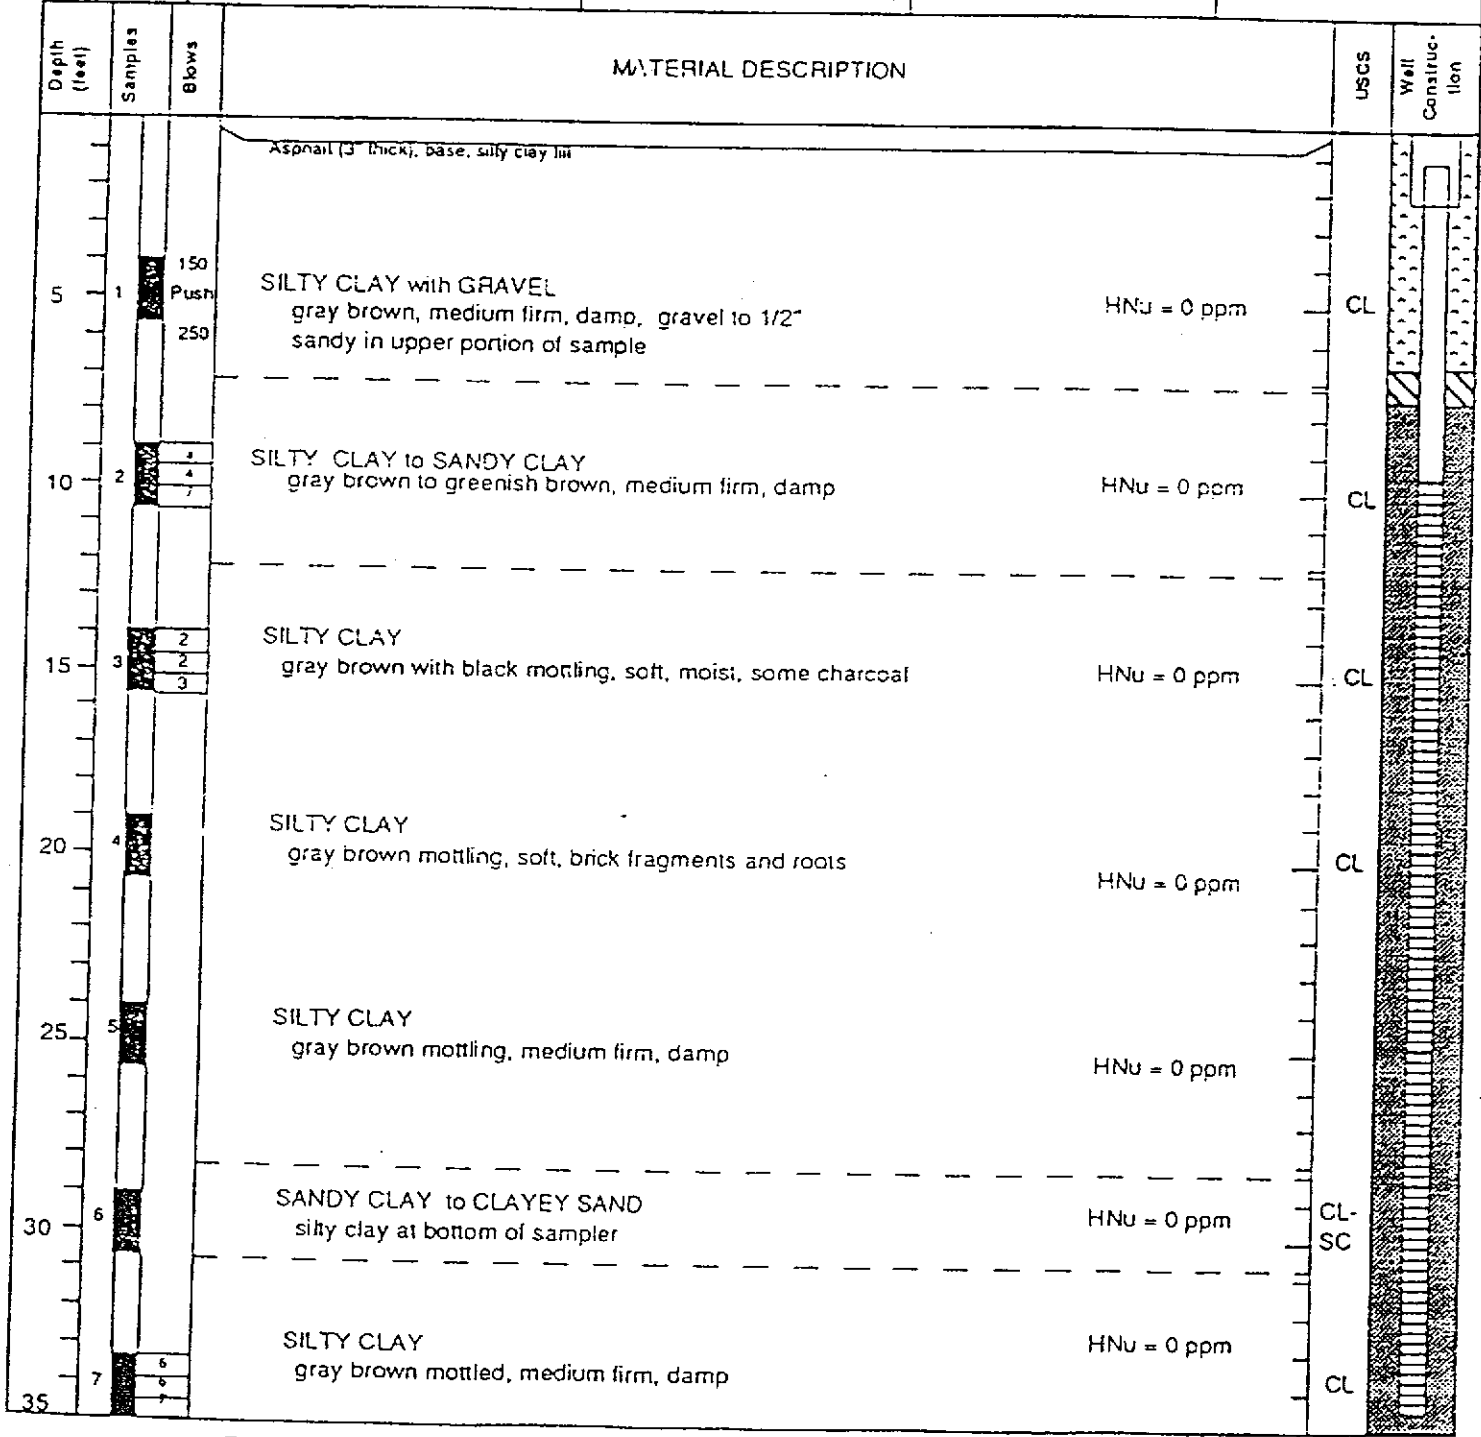 Depth (feet)
Samples
Blows
MATERIAL DESCRIPTION
USCS
Well Construc-tion
Asphalt (3" thick), base, silty clay fill
150
5
1
Push
SILTY CLAY with GRAVEL
HNu = 0 ppm
CL
gray brown, medium firm, damp, gravel to 1/2"
250
sandy in upper portion of sample
SILTY CLAY to SANDY CLAY
10
2
4
7
gray brown to greenish brown, medium firm, damp
HNu = 0 ppm
CL
2
SILTY CLAY
15
3
2
gray brown with black mottling, soft, moist, some charcoal
HNu = 0 ppm
CL
3
SILTY CLAY
20
4
gray brown mottling, soft, brick fragments and roots
HNu = 0 ppm
CL
SILTY CLAY
25
5
gray brown mottling, medium firm, damp
HNu = 0 ppm
SANDY CLAY to CLAYEY SAND
30
6
silty clay at bottom of sampler
HNu = 0 ppm
CL-
SC
SILTY CLAY
HNu = 0 ppm
7
6
6
7
gray brown mottled, medium firm, damp
CL
35